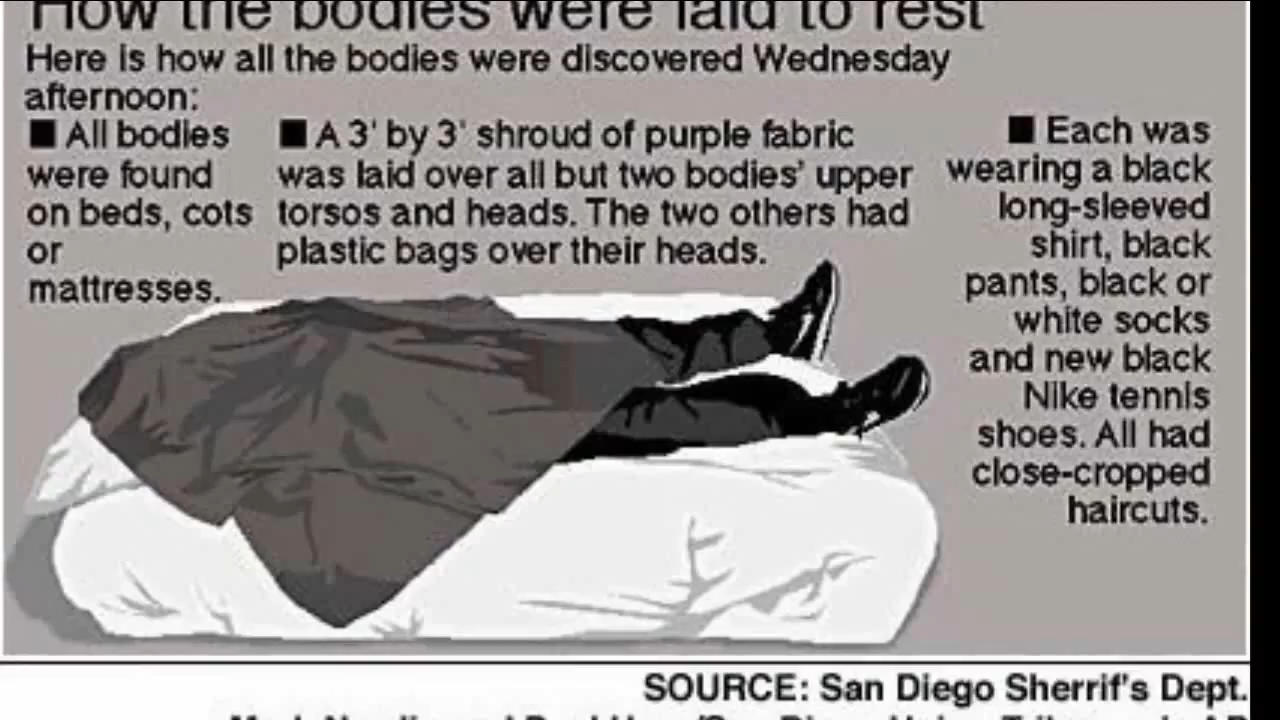 How the bodies were laid to rest
Here is how all the bodies were discovered Wednesday
afternoon:
■ All bodies
were found
on beds, cots
or
mattresses.
■ A 3' by 3' shroud of purple fabric
was laid over all but two bodies' upper
torsos and heads. The two others had
plastic bags over their heads.
■ Each was
wearing a black
long-sleeved
shirt, black
pants, black or
white socks
and new black
Nike tennis
shoes. All had
close-cropped
haircuts.
SOURCE: San Diego Sherrif's Dept.